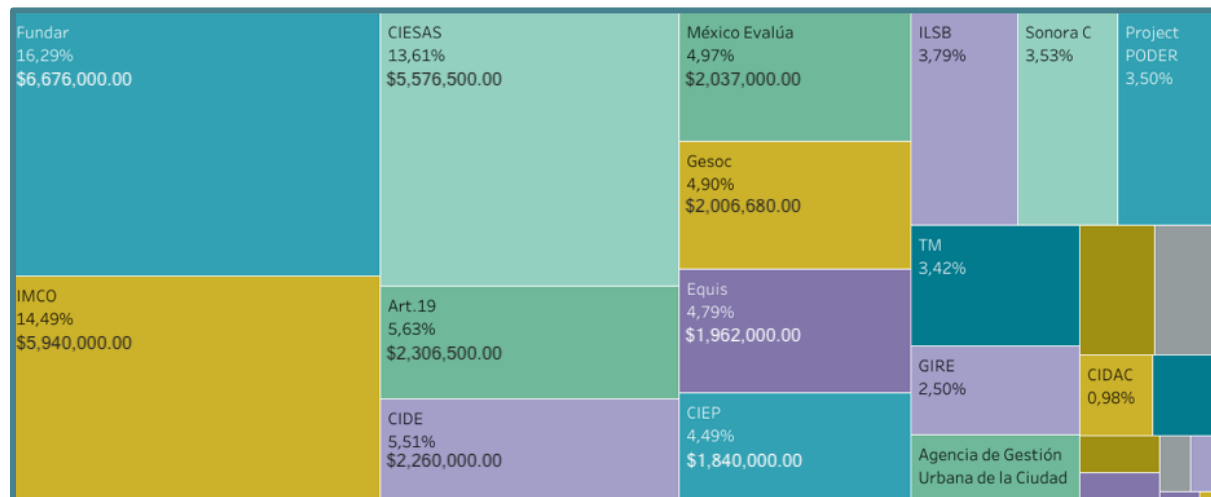 Fundar
16,29%
$6,676,000.00
IMCO
14,49%
$5,940,000.00
CIESAS
13,61%
$5,576,500.00
Art.19
5,63%
$2,306,500.00
CIDE
5,51%
$2,260,000.00
México Evalúa
4,97%
$2,037,000.00
Gesoc
4,90%
$2,006,680.00
Equis
4,79%
$1,962,000.00
CIEP
4,49%
$1,840,000.00
ILSB
3,79%
Sonora C
3,53%
Project
PODER
3,50%
TM
3,42%
GIRE
2,50%
CIDAC
0,98%
Agencia de Gestión
Urbana de la Ciudad